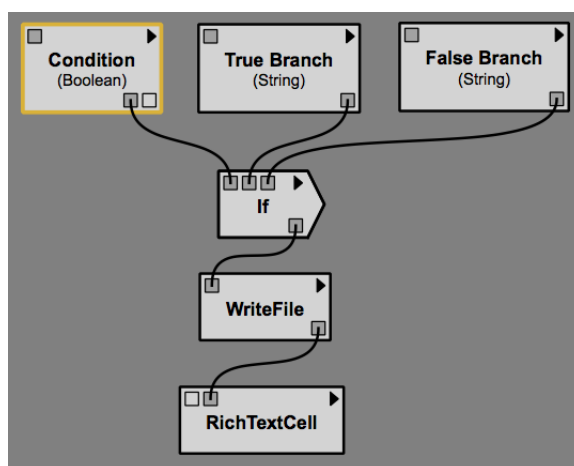 Condition
(Boolean)
True Branch
(String)
False Branch
(String)
If
WriteFile
RichTextCell